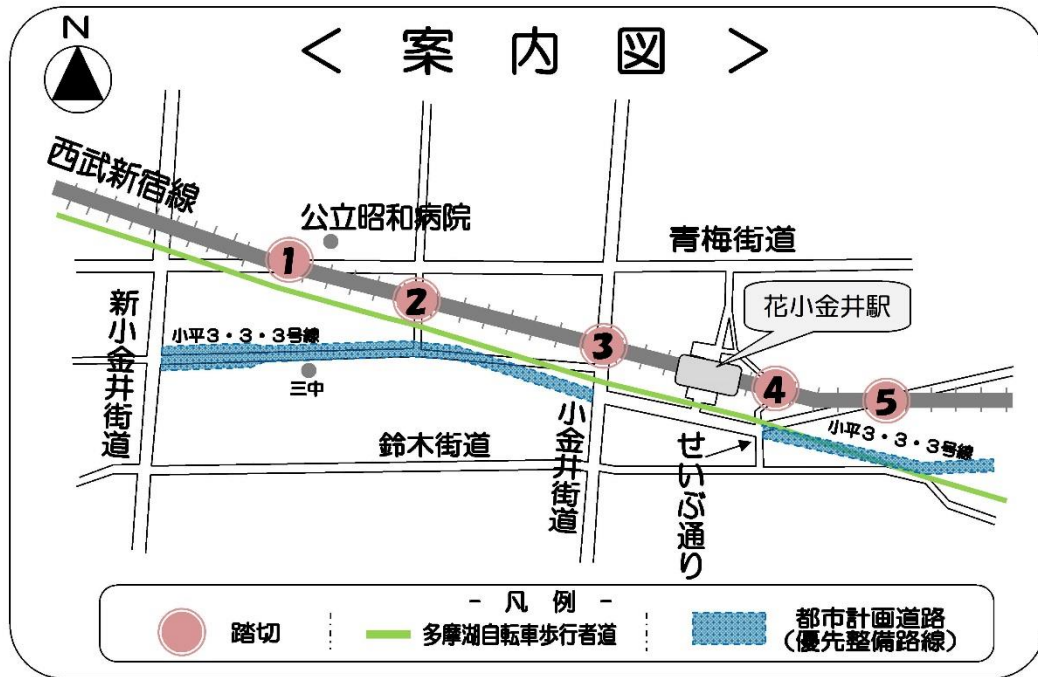 N
＜ 案 内 図 ＞
西武新宿線
公立昭和病院
青梅街道
1
2
3
4
5
花小金井駅
新小金井街道
小平３・３・３号線
三中
鈴木街道
小金井街道
せいぶ通り
小平３・３・３号線
- 凡 例 -
踏切
多摩湖自転車歩行者道
都市計画道路
(優先整備路線)